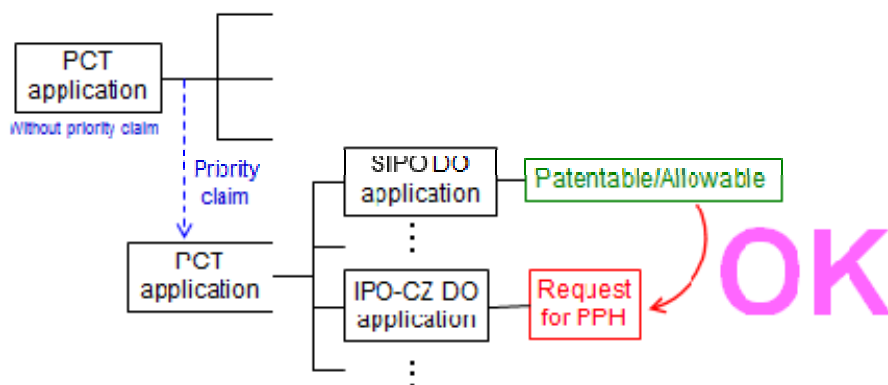 PCT
application
Without priority claim
Priority
claim
SIPO DO
application
Patentable/Allowable
OK
PCT
application
IPO-CZ DO
application
Request
for PPH